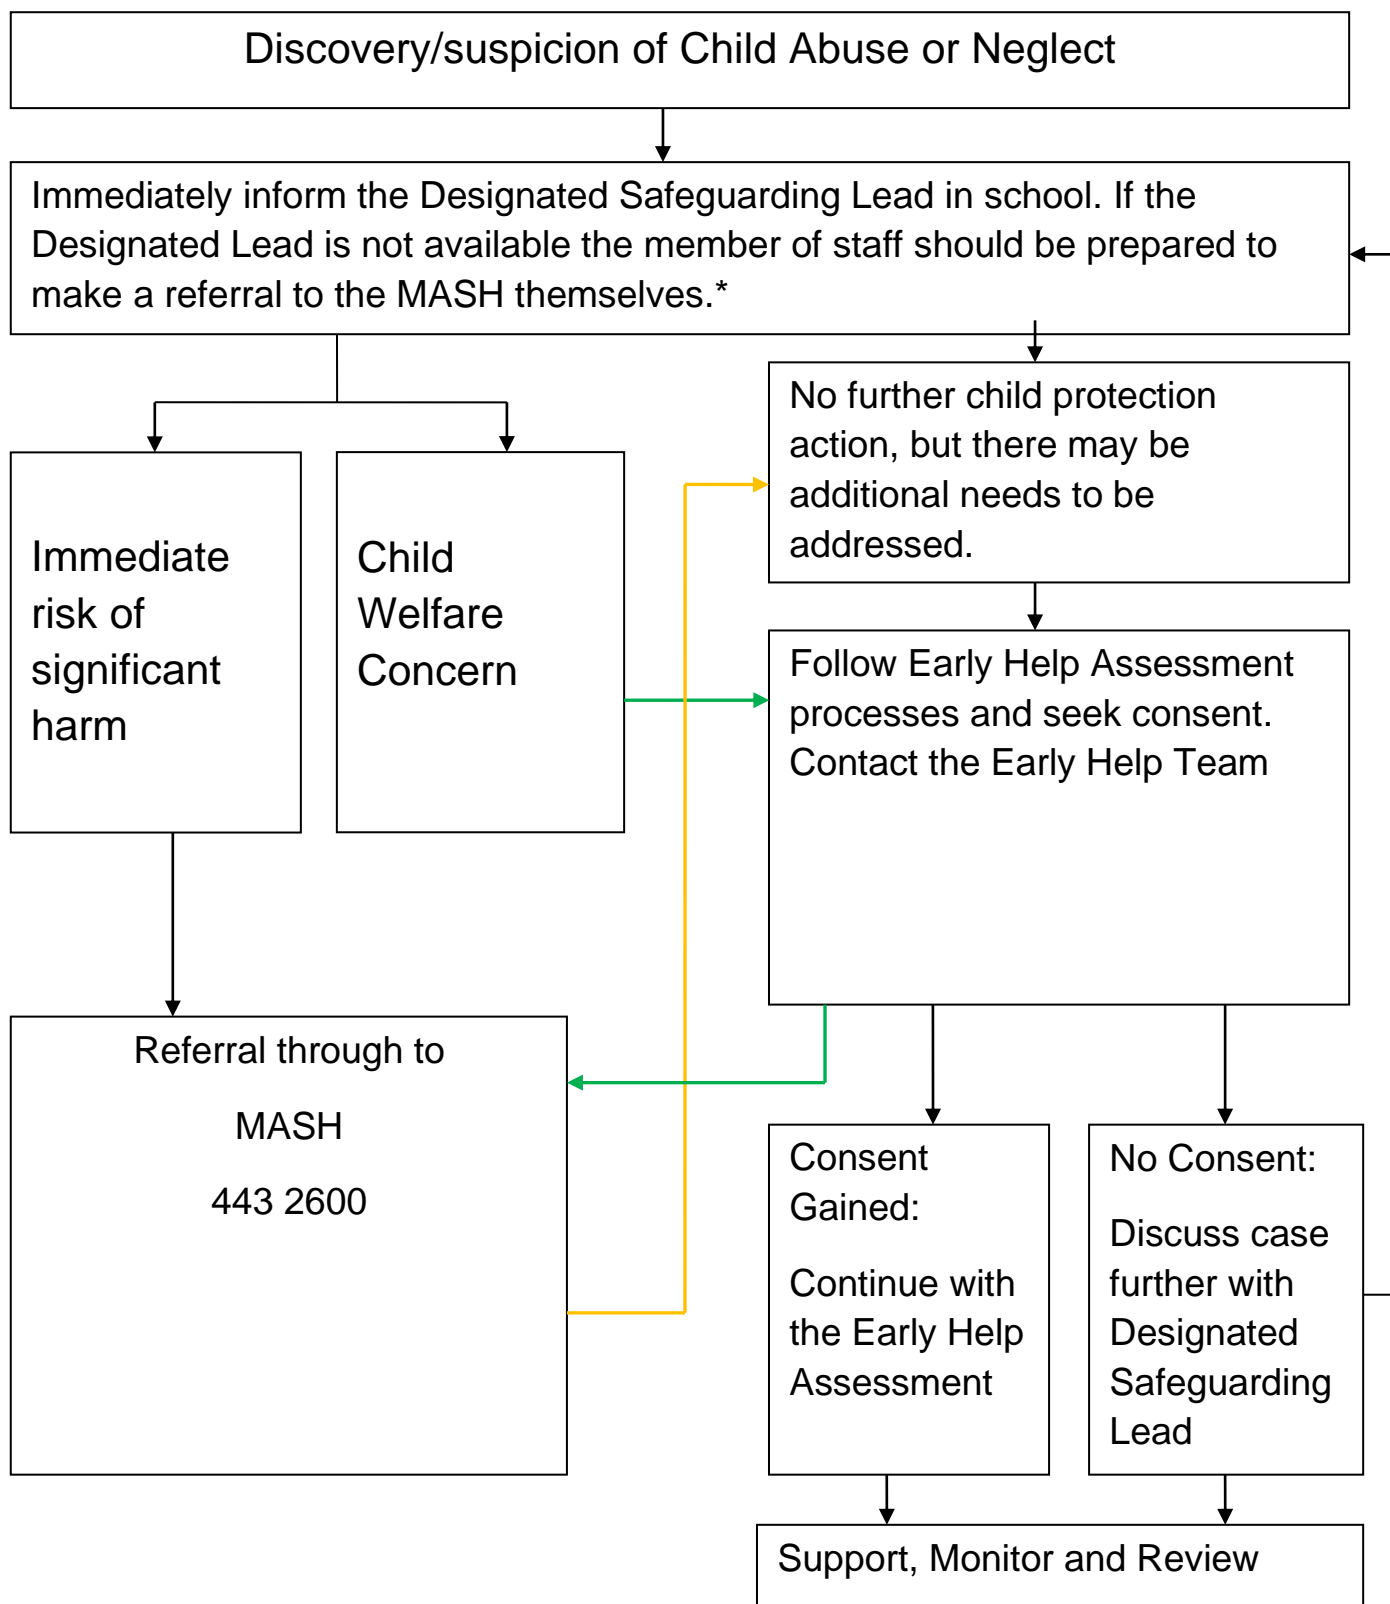 Discovery/suspicion of Child Abuse or Neglect
Immediately inform the Designated Safeguarding Lead in school. If the
Designated Lead is not available the member of staff should be prepared to
make a referral to the MASH themselves.*
No further child protection
action, but there may be
additional needs to be
addressed.
Immediate
risk of
significant
harm
Child
Welfare
Concern
Follow Early Help Assessment
processes and seek consent.
Contact the Early Help Team
Referral through to
MASH
443 2600
Consent
Gained:
Continue with
the Early Help
Assessment
No Consent:
Discuss case
further with
Designated
Safeguarding
Lead
Support, Monitor and Review